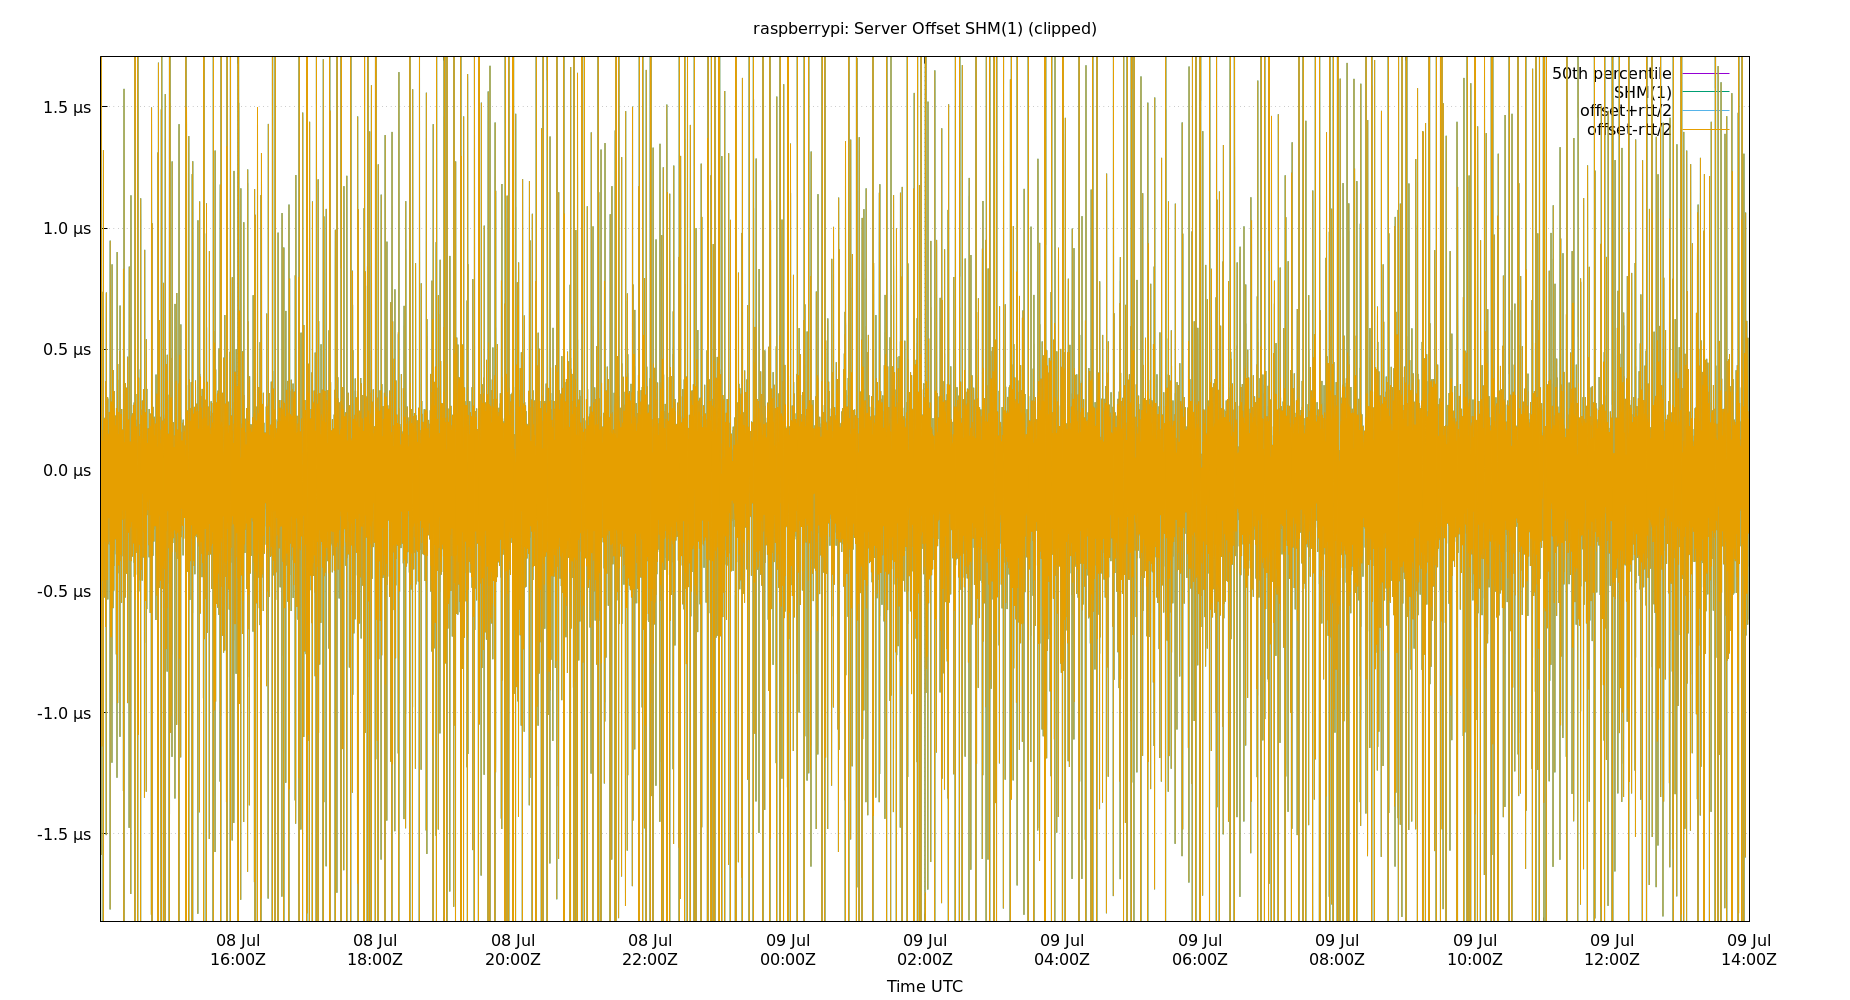 raspberrypi: Server Offset SHM(1) (clipped)
50th percentile
SHM(1)
offset+rtt/2
offset-rtt/2
1.5 µs
1.0 µs
0.5 µs
0.0 µs
-0.5 µs
-1.0 µs
-1.5 µs
08 Jul 08 Jul 08 Jul 08 Jul 09 Jul 09 Jul 09 Jul 09 Jul 09 Jul 09 Jul 09 Jul 09 Jul
16:00Z 18:00Z 20:00Z 22:00Z 00:00Z 02:00Z 04:00Z 06:00Z 08:00Z 10:00Z 12:00Z 14:00Z
Time UTC